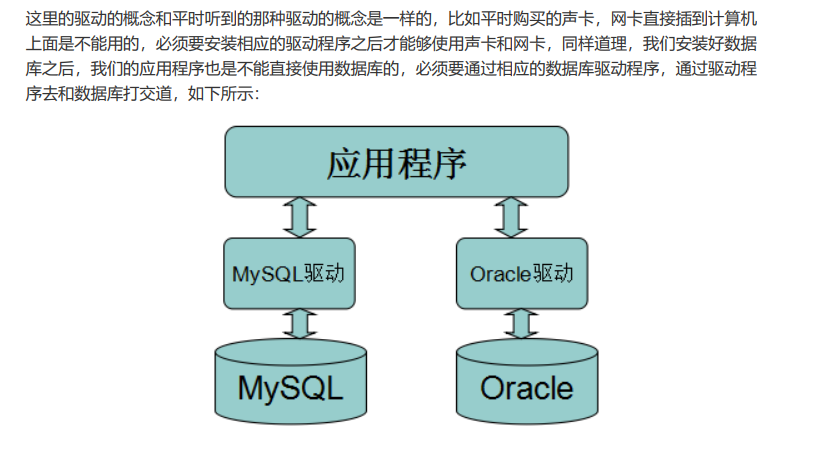 这里的驱动的概念和平时听到的那种驱动的概念是一样的，比如平时购买的声卡，网卡直接插到计算机
上面是不能用的，必须要安装相应的驱动程序之后才能够使用声卡和网卡，同样道理，我们安装好数据
库之后，我们的应用程序也是不能直接使用数据库的，必须要通过相应的数据库驱动程序，通过驱动程
序去和数据库打交道，如下所示：
应用程序
MySQL驱动
Oracle驱动
MySQL
Oracle